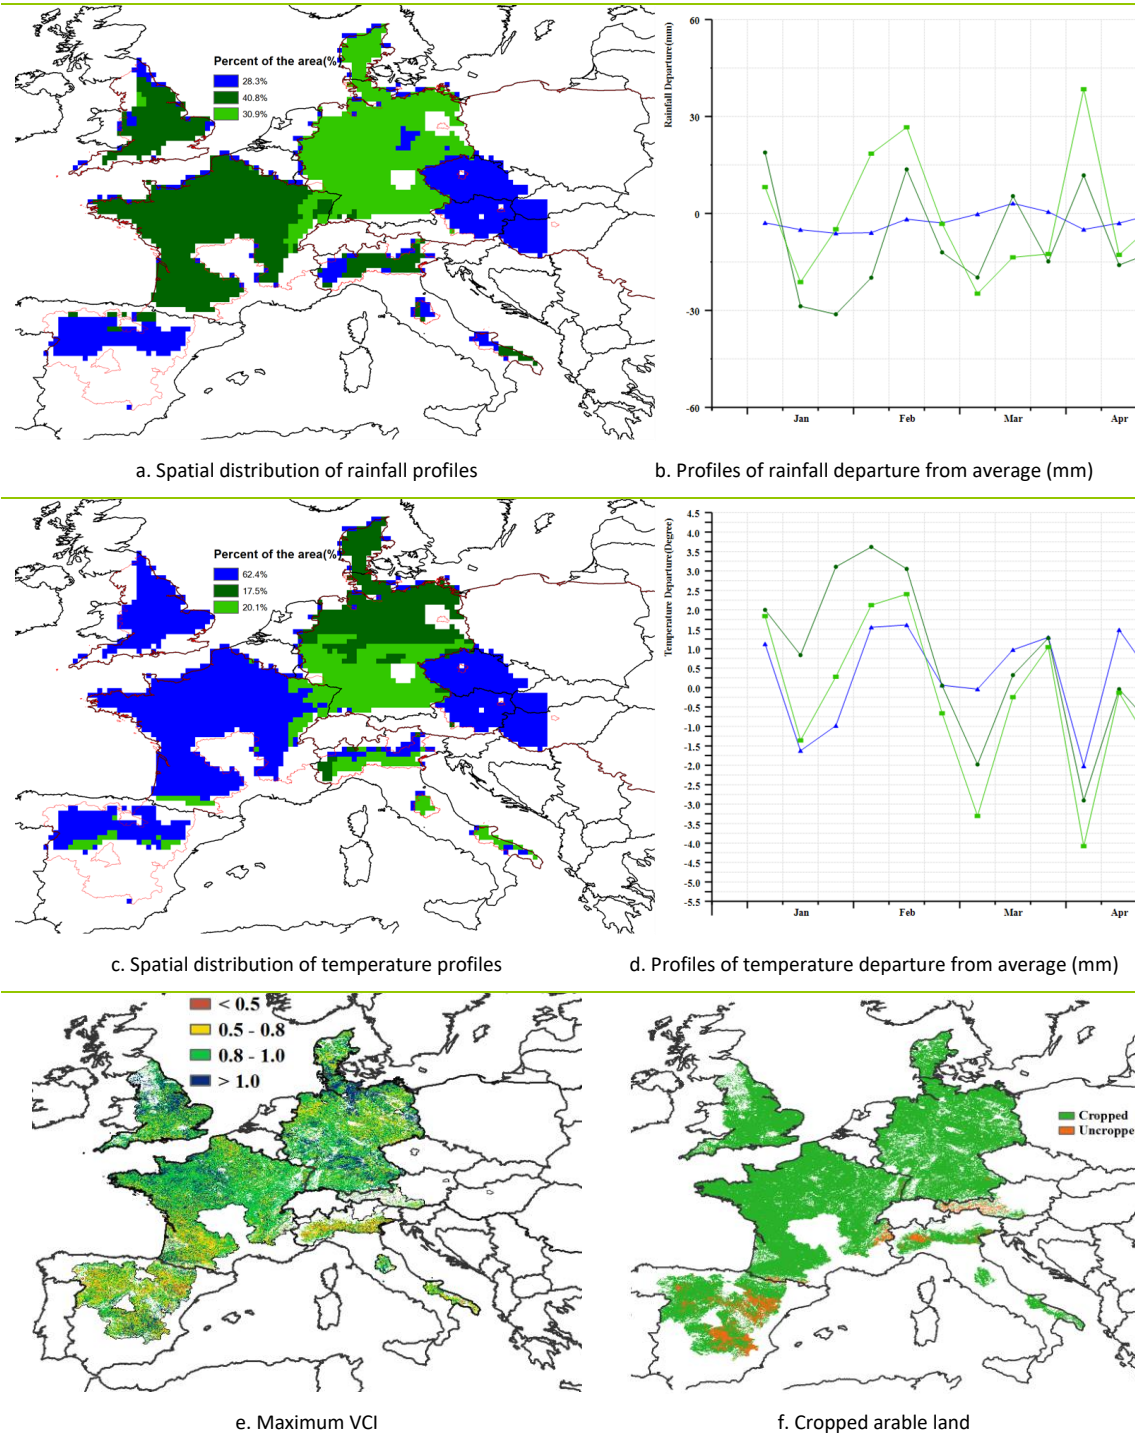 Percent of the area(%)
28.3%
40.8%
30.9%
Rainfall Departure(mm)
60
30
0
-30
-60
Jan
Feb
Mar
Apr
a. Spatial distribution of rainfall profiles
b. Profiles of rainfall departure from average (mm)
Percent of the area(%)
62.4%
17.5%
20.1%
Temperature Departure(Degree)
4.5
4.0
3.5
3.0
2.5
2.0
1.5
1.0
0.5
0.0
-0.5
-1.0
-1.5
-2.0
-2.5
-3.0
-3.5
-4.0
-4.5
-5.0
-5.5
Jan
Feb
Mar
Apr
c. Spatial distribution of temperature profiles
d. Profiles of temperature departure from average (mm)
< 0.5
0.5 - 0.8
0.8 - 1.0
> 1.0
Cropped
Uncroppe
e. Maximum VCI
f. Cropped arable land